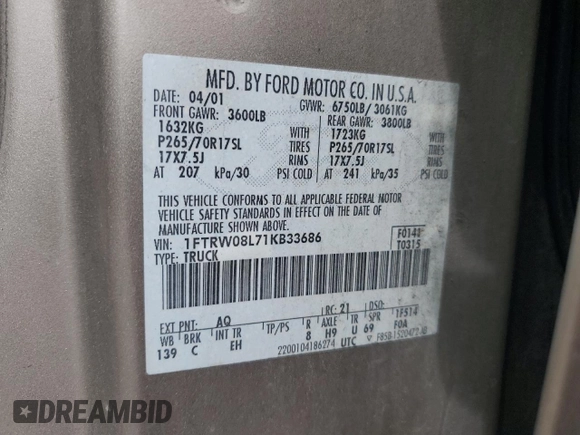 MFD. BY FORD MOTOR CO. IN U.S.A.
DATE: 04/01 GVWR: 6750LB/ 3061KG
FRONT GAWR: 3600LB REAR GAWR: 3800LB
1632KG WITH 1723KG WITH
P265/70R17SL TIRES P265/70R17SL TIRES
17X7.5J RIMS 17X7.5J RIMS
AT 207 kPa/30 PSI COLD AT 241 kPa/35 PSI COLD
THIS VEHICLE CONFORMS TO ALL APPLICABLE FEDERAL MOTOR
VEHICLE SAFETY STANDARDS IN EFFECT ON THE DATE OF
MANUFACTURE SHOWN ABOVE.
VIN: 1FTRW08L71KB33686 F0141
TYPE: TRUCK T0315
EXT PNT: AQ RC: 21 DSO:
WB BRK INT TR TP/PS R AXLE TR SPR 1F514
139 C EH 8 H9 U 69 F0A
2200104186274 UTC
DREAMBID